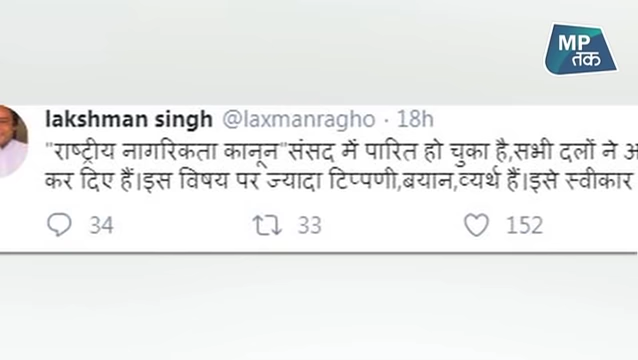 MP
तक
lakshman singh @laxmanragho · 18h
"राष्ट्रीय नागरिकता कानून"संसद में पारित हो चुका है,सभी दलों ने
कर दिए हैं।इस विषय पर ज्यादा टिप्पणी,बयान,व्यर्थ हैं।इसे स्वीकार
34 33 152